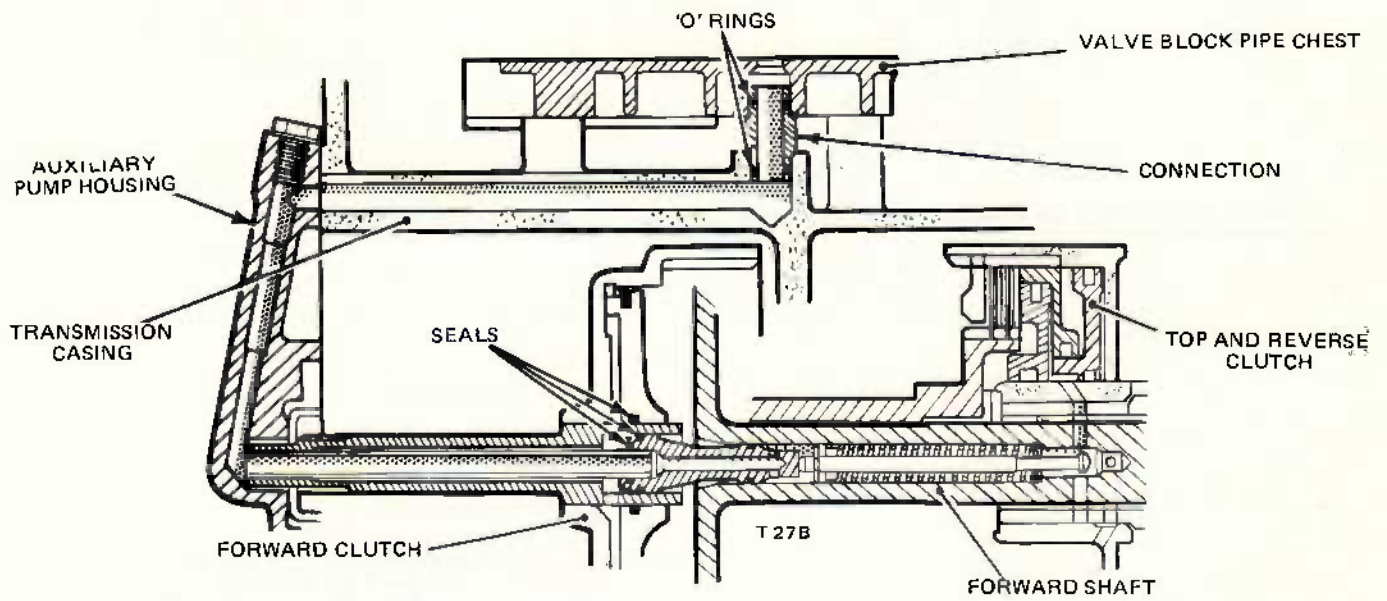 'O' RINGS
VALVE BLOCK PIPE CHEST
AUXILIARY
PUMP HOUSING
CONNECTION
TRANSMISSION
CASING
SEALS
TOP AND REVERSE
CLUTCH
FORWARD CLUTCH
T27B
FORWARD SHAFT